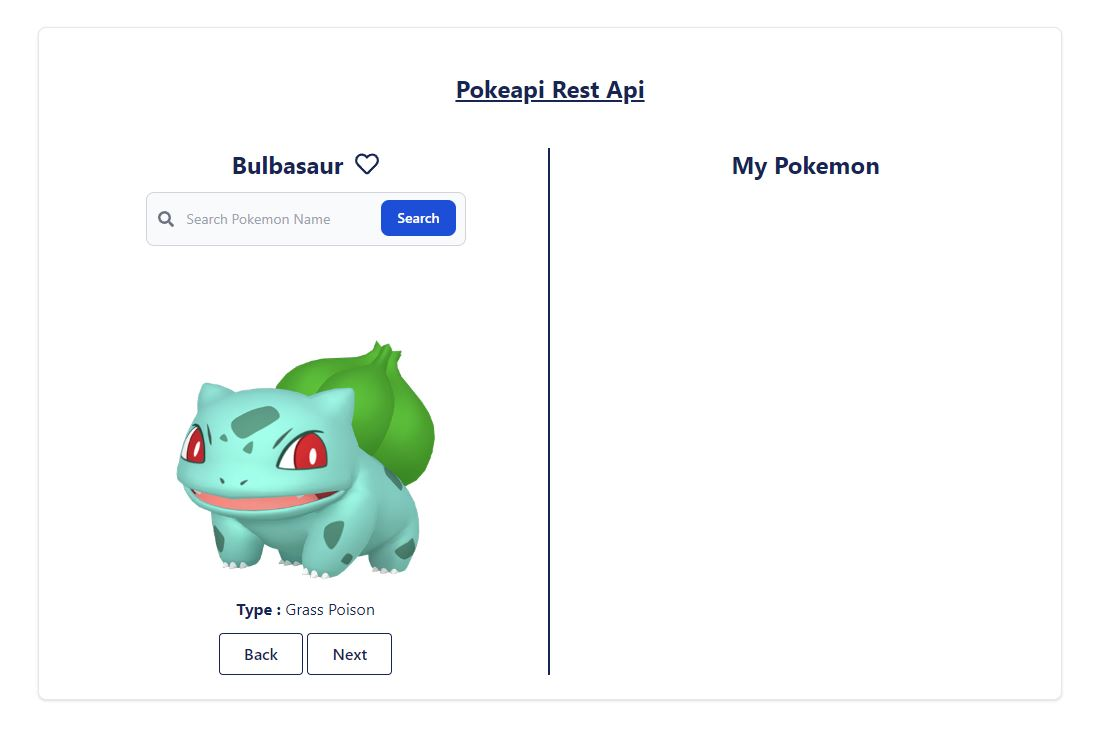 Pokeapi Rest Api
Bulbasaur
Search Pokemon Name
Search
Type : Grass Poison
Back
Next
My Pokemon